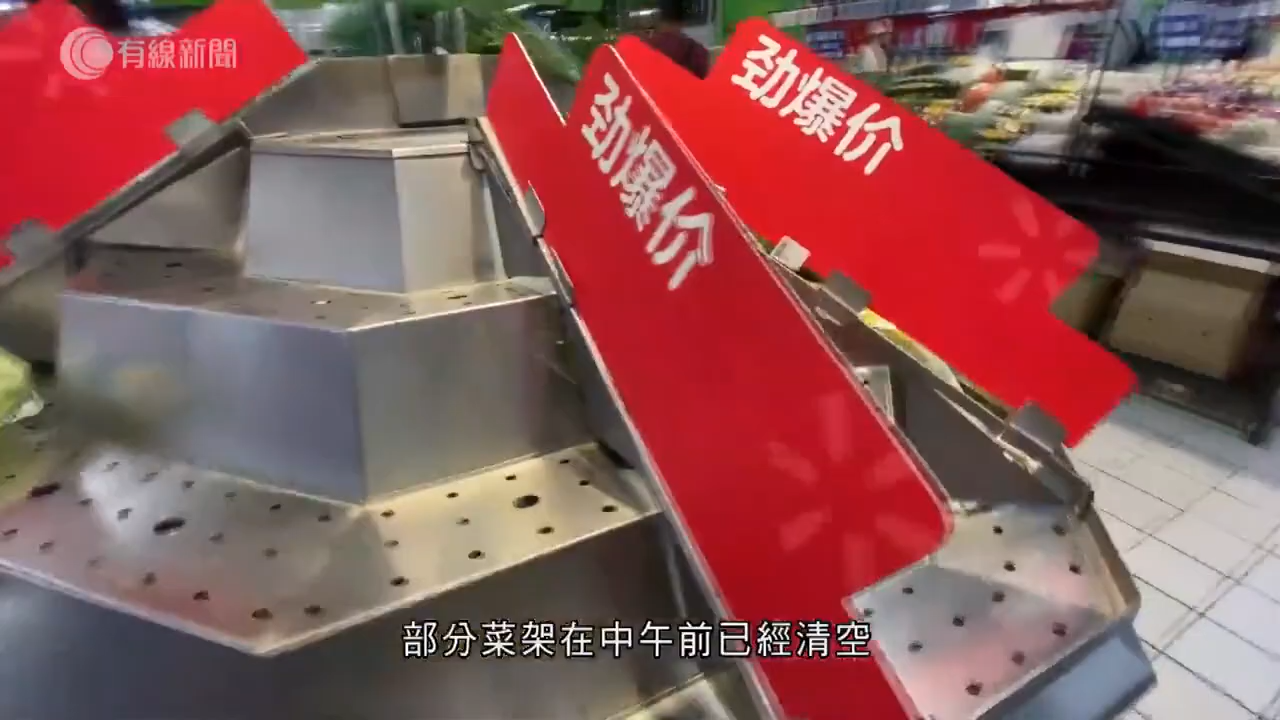 有線新聞
劲爆价
劲爆价
部分菜架在中午前已經清空